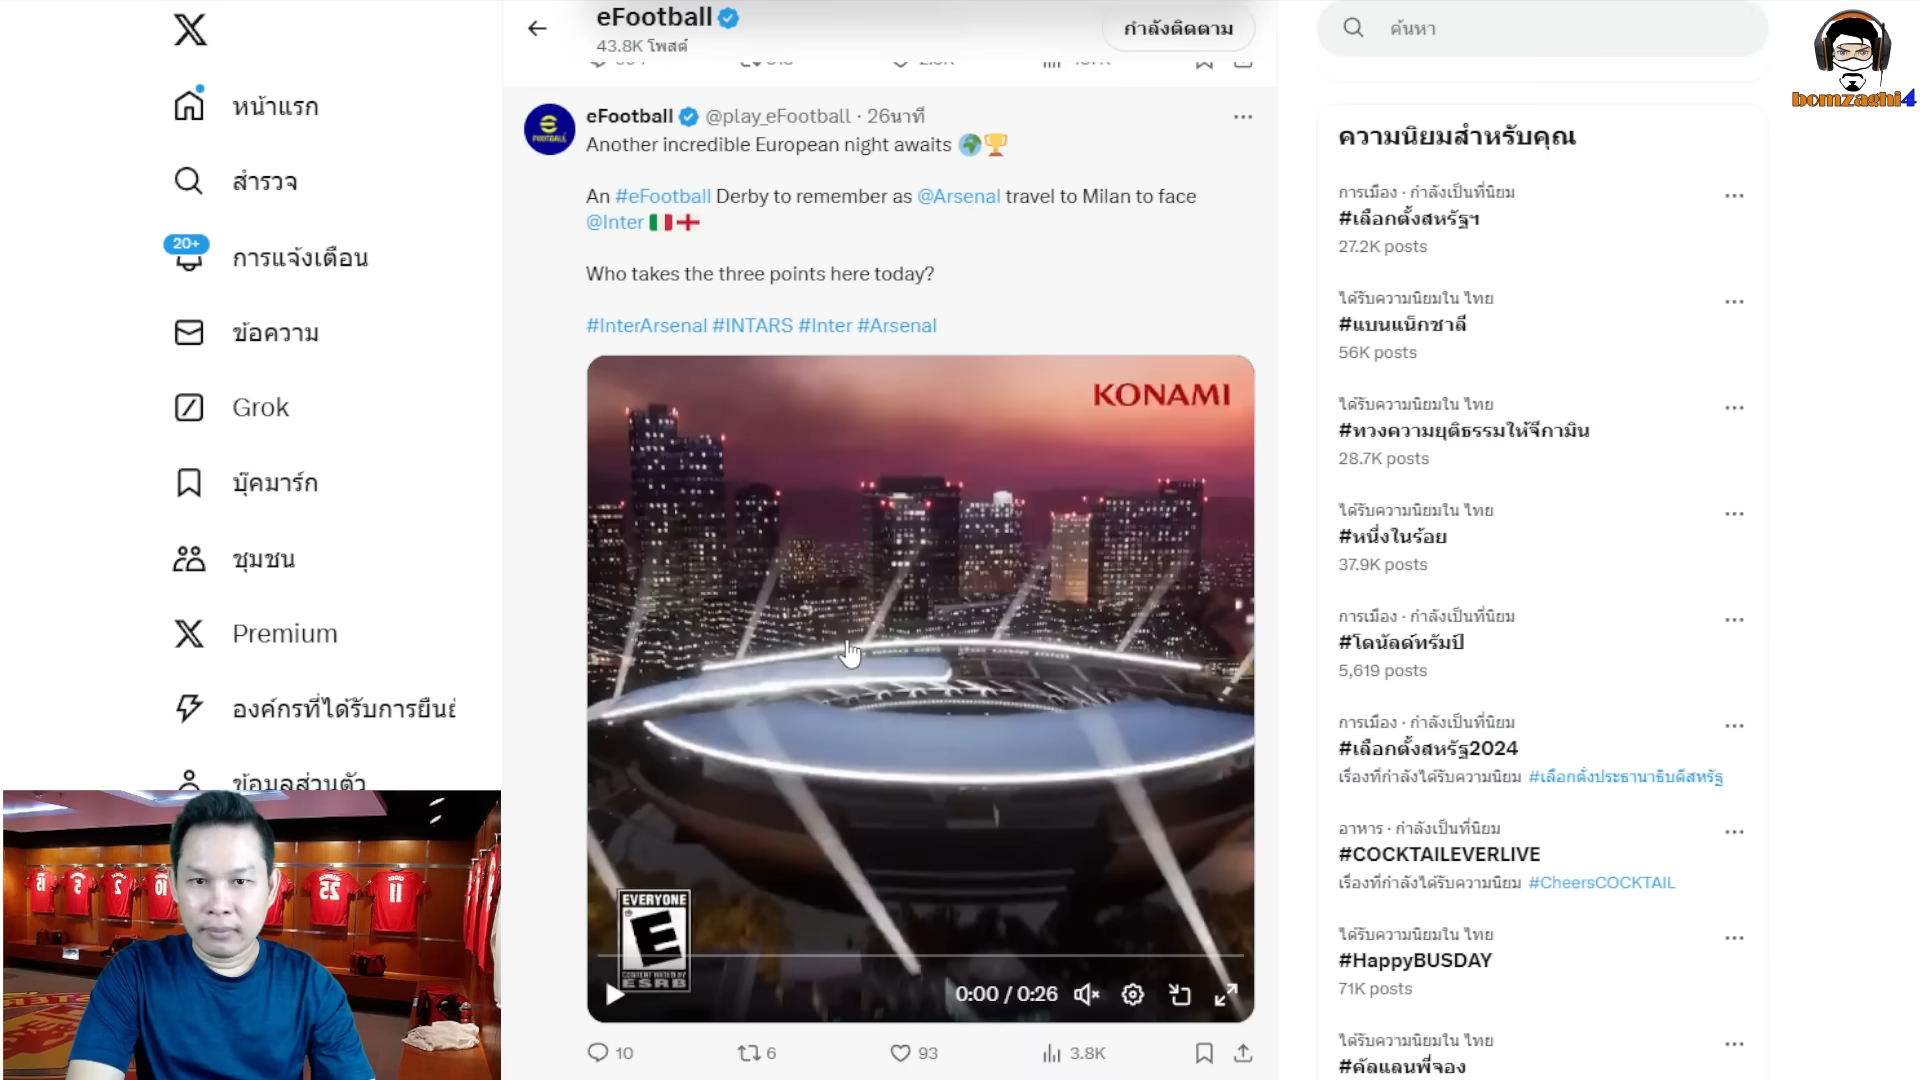 หน้าแรก
สำรวจ
20+
การแจ้งเตือน
ข้อความ
Grok
บุ๊คมาร์ก
ชุมชน
Premium
องค์กรที่ได้รับการยืนยั
ข้อมูลส่วนตัว
eFootball
43.8K โพสต์
กำลังติดตาม
eFootball @play_eFootball · 26นาที
Another incredible European night awaits 🌍🏆
An #eFootball Derby to remember as @Arsenal travel to Milan to face
@Inter 🇮🇹🏴󠁧󠁢󠁥󠁮󠁧󠁿
Who takes the three points here today?
#InterArsenal #INTARS #Inter #Arsenal
KONAMI
EVERYONE
E
CONTENT RATED BY
ESRB
0:00 / 0:26
10
6
93
3.8K
ค้นหา
ความนิยมสำหรับคุณ
การเมือง · กำลังเป็นที่นิยม
#เลือกตั้งสหรัฐฯ
27.2K posts
ได้รับความนิยมใน ไทย
#แบนแน็กชาลี
56K posts
ได้รับความนิยมใน ไทย
#ทวงความยุติธรรมให้จีกามิน
28.7K posts
ได้รับความนิยมใน ไทย
#หนึ่งในร้อย
37.9K posts
การเมือง · กำลังเป็นที่นิยม
#โดนัลด์ทรัมป์
5,619 posts
การเมือง · กำลังเป็นที่นิยม
#เลือกตั้งสหรัฐ2024
เรื่องที่กำลังได้รับความนิยม #เลือกตั้งประธานาธิบดีสหรัฐ
อาหาร · กำลังเป็นที่นิยม
#COCKTAILEVERLIVE
เรื่องที่กำลังได้รับความนิยม #CheersCOCKTAIL
ได้รับความนิยมใน ไทย
#HappyBUSDAY
71K posts
ได้รับความนิยมใน ไทย
#คัลแลนพี่จอง
bomzaghi4